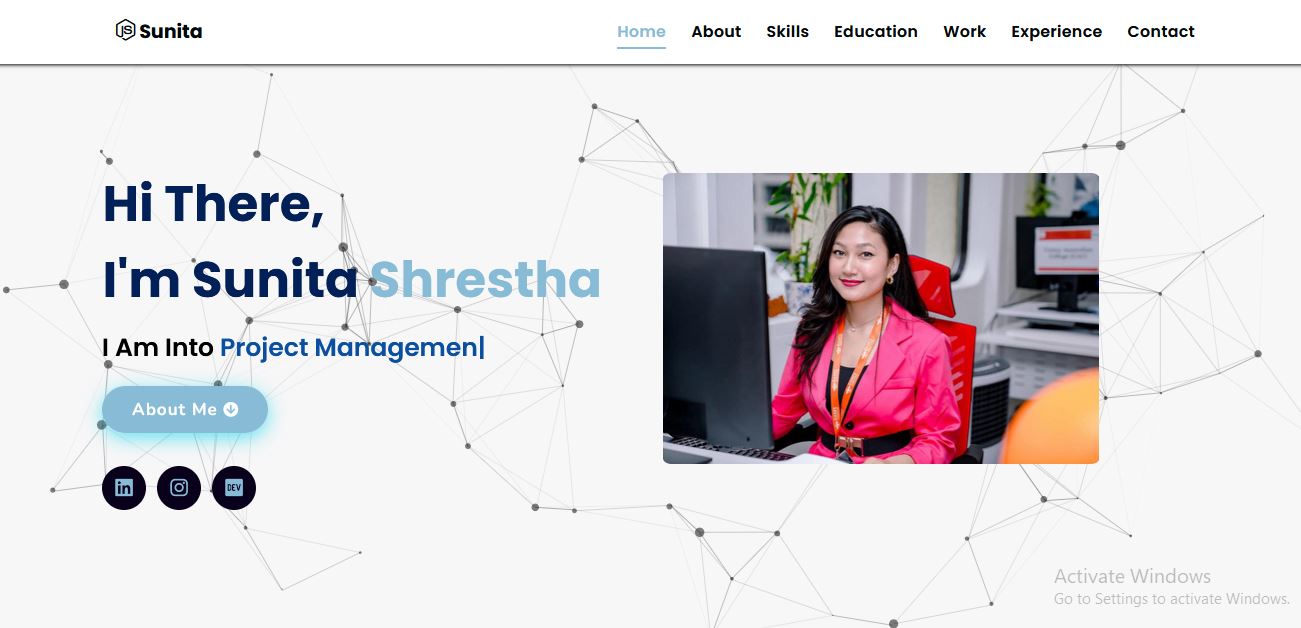 Sunita
Home About Skills Education Work Experience Contact
Hi There,
I'm Sunita Shrestha
I Am Into Project Managemen|
About Me
in
DEV
Activate Windows
Go to Settings to activate Windows.